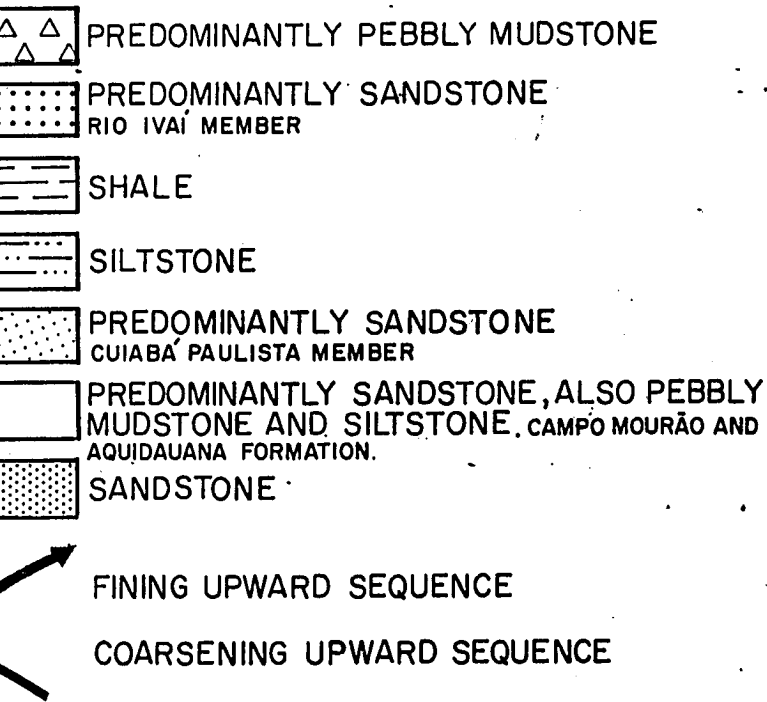 PREDOMINANTLY PEBBLY MUDSTONE
PREDOMINANTLY SANDSTONE
RIO IVAÍ MEMBER
SHALE
SILTSTONE
PREDOMINANTLY SANDSTONE
CUIABÁ PAULISTA MEMBER
PREDOMINANTLY SANDSTONE, ALSO PEBBLY
MUDSTONE AND SILTSTONE. CAMPO MOURÃO AND
AQUIDAUANA FORMATION.
SANDSTONE
FINING UPWARD SEQUENCE
COARSENING UPWARD SEQUENCE